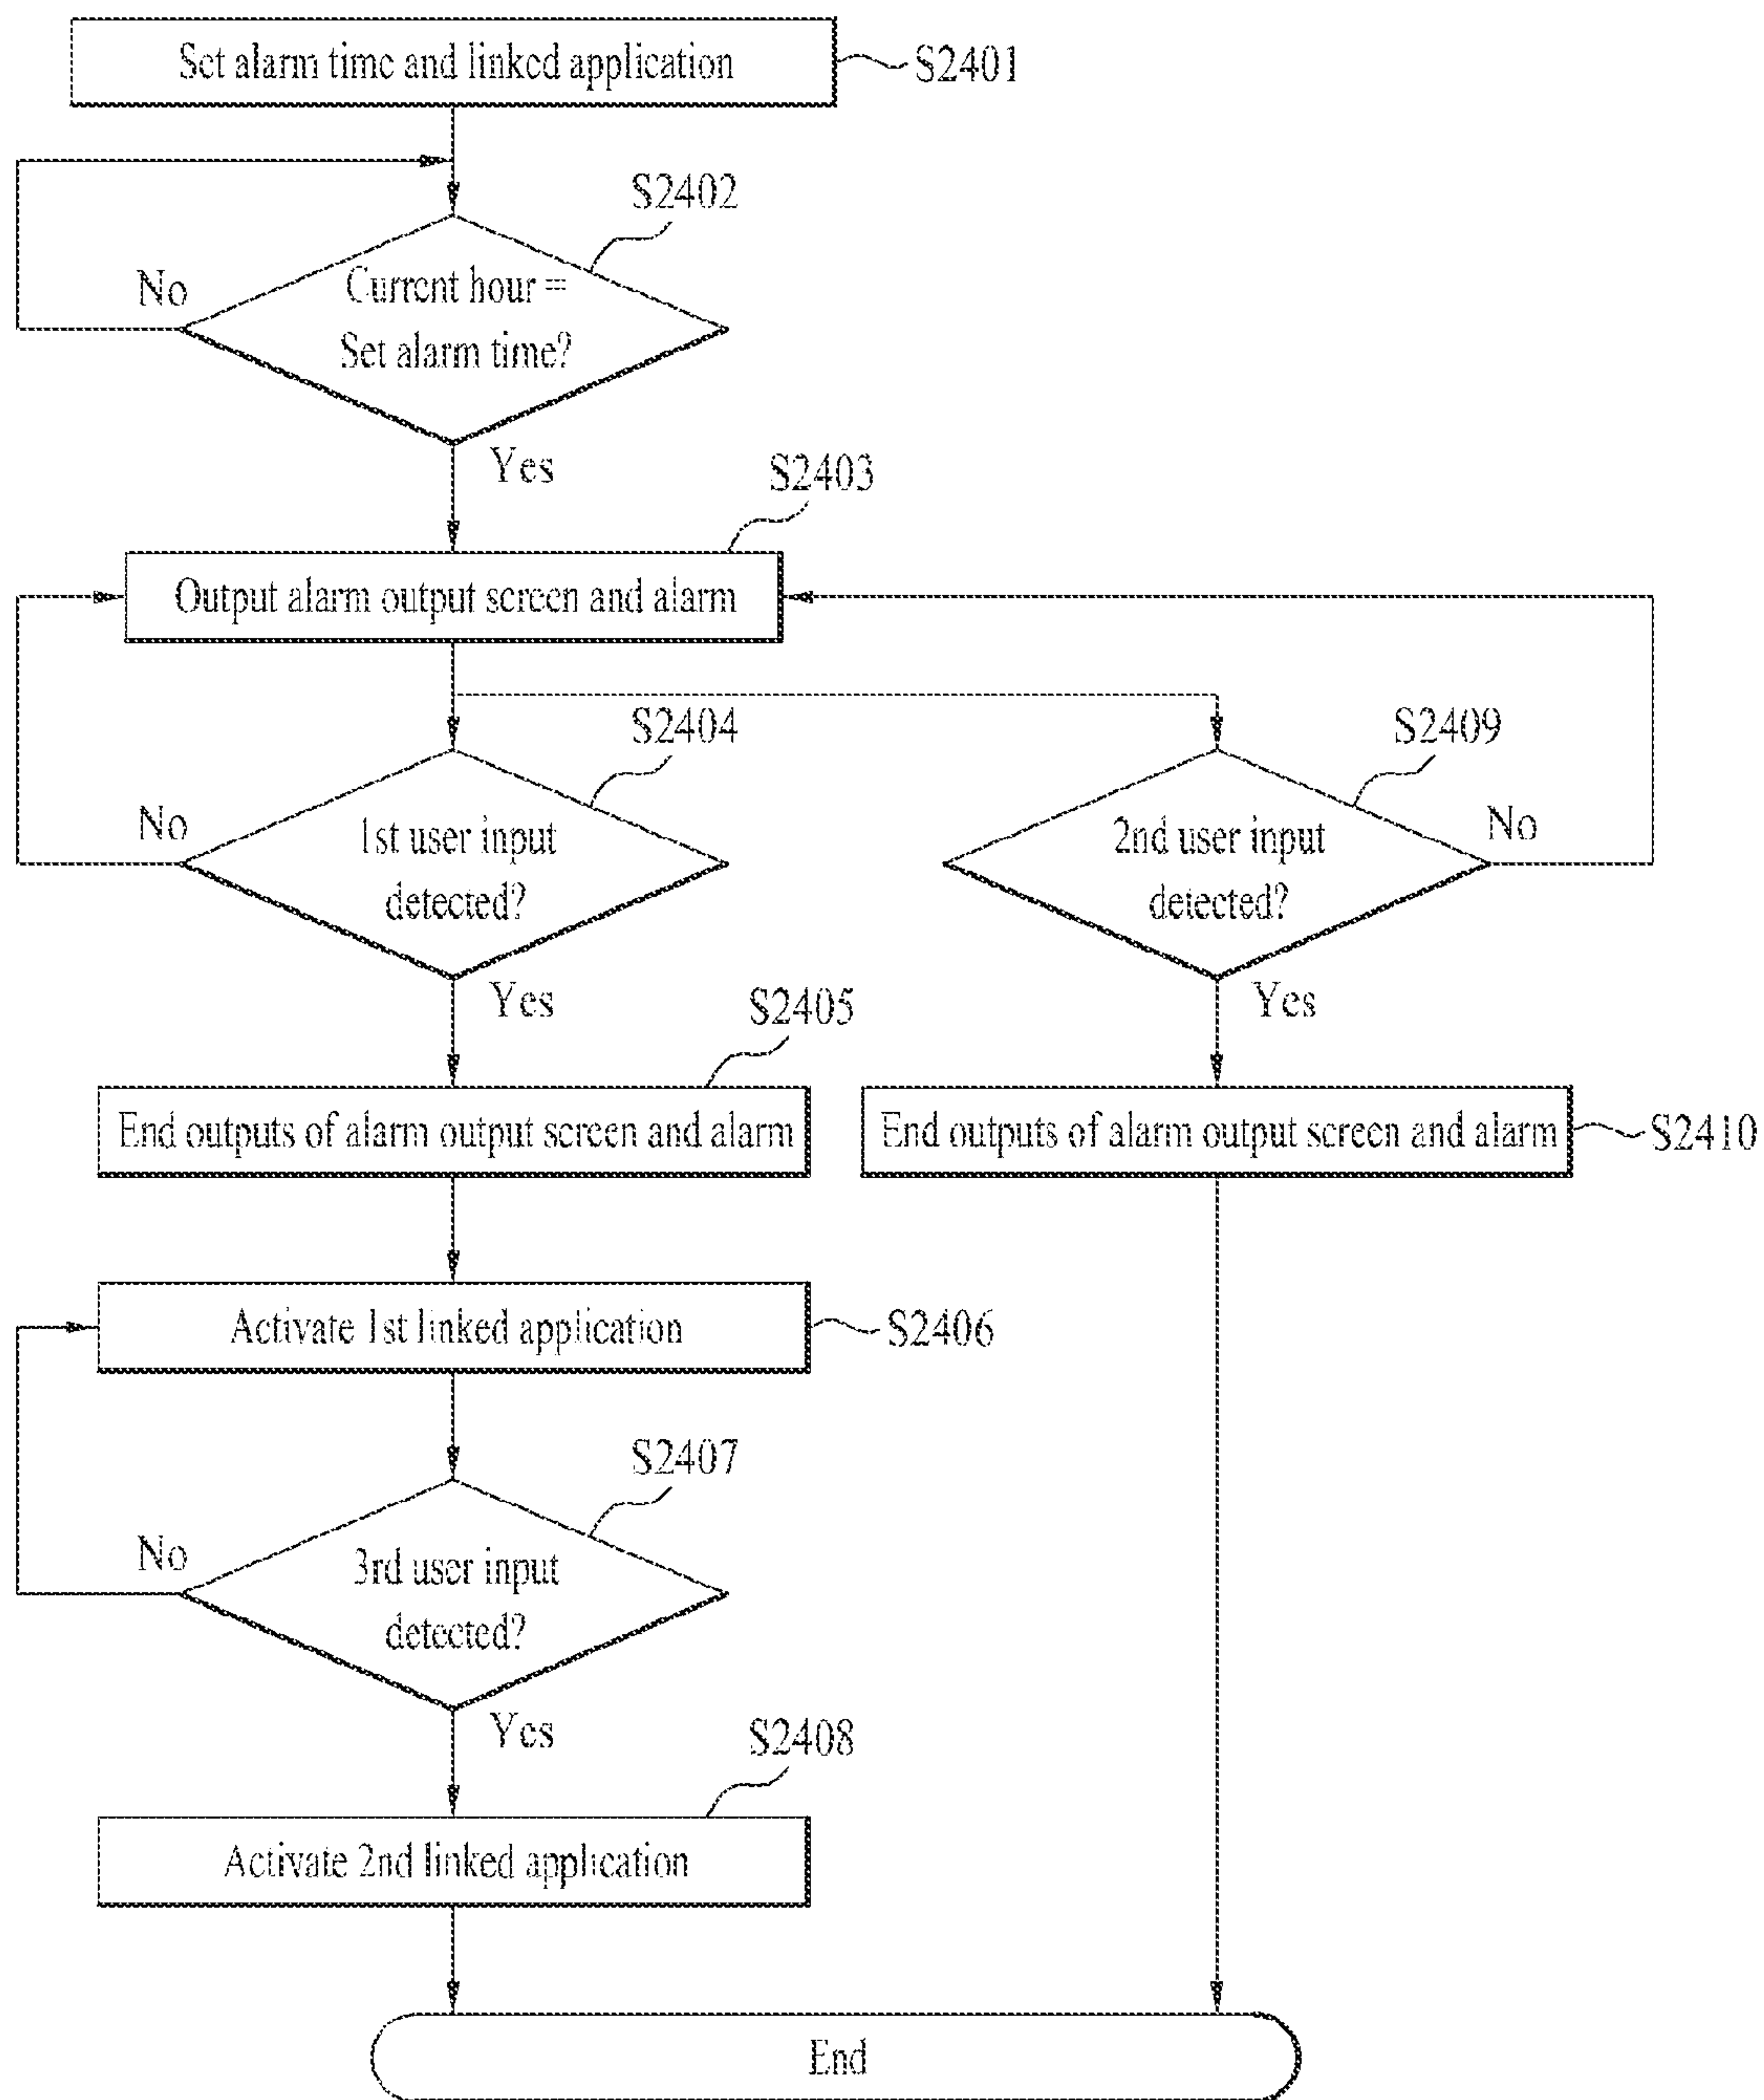 Set alarm time and linked application
S2401
S2402
No
Current hour =
Set alarm time?
Yes
S2403
Output alarm output screen and alarm
S2404
S2409
No
1st user input
detected?
2nd user input
detected?
No
Yes
S2405
Yes
End outputs of alarm output screen and alarm
End outputs of alarm output screen and alarm
S2410
Activate 1st linked application
S2406
S2407
No
3rd user input
detected?
Yes
S2408
Activate 2nd linked application
End